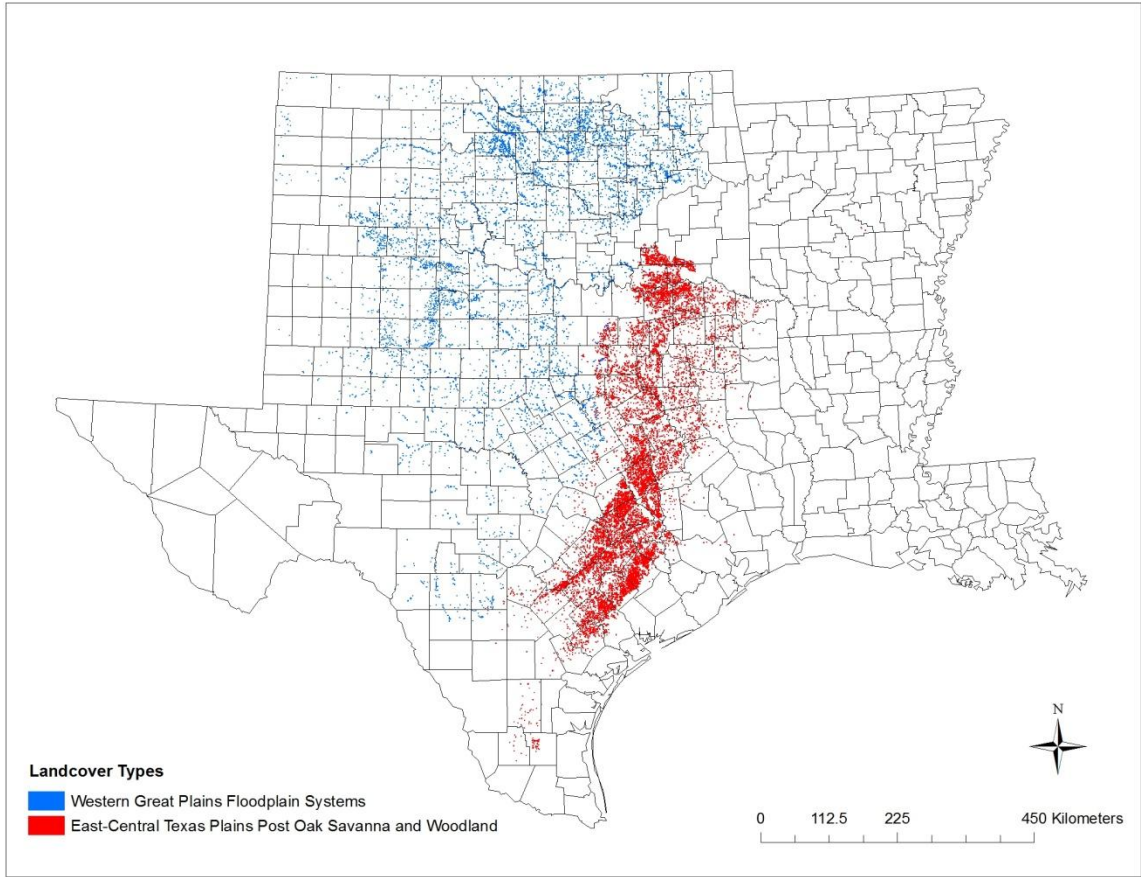 N
Landcover Types
Western Great Plains Floodplain Systems
East-Central Texas Plains Post Oak Savanna and Woodland
0 112.5 225 450 Kilometers